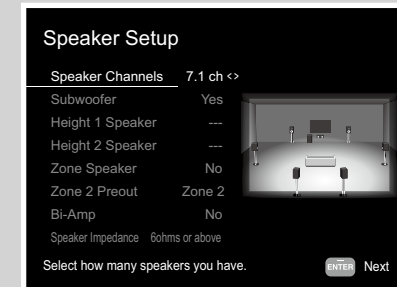 Speaker Setup
Speaker Channels 7.1 ch <>
Subwoofer Yes
Height 1 Speaker ---
Height 2 Speaker ---
Zone Speaker No
Zone 2 Preout Zone 2
Bi-Amp No
Speaker Impedance 6ohms or above
Select how many speakers you have. ENTER Next